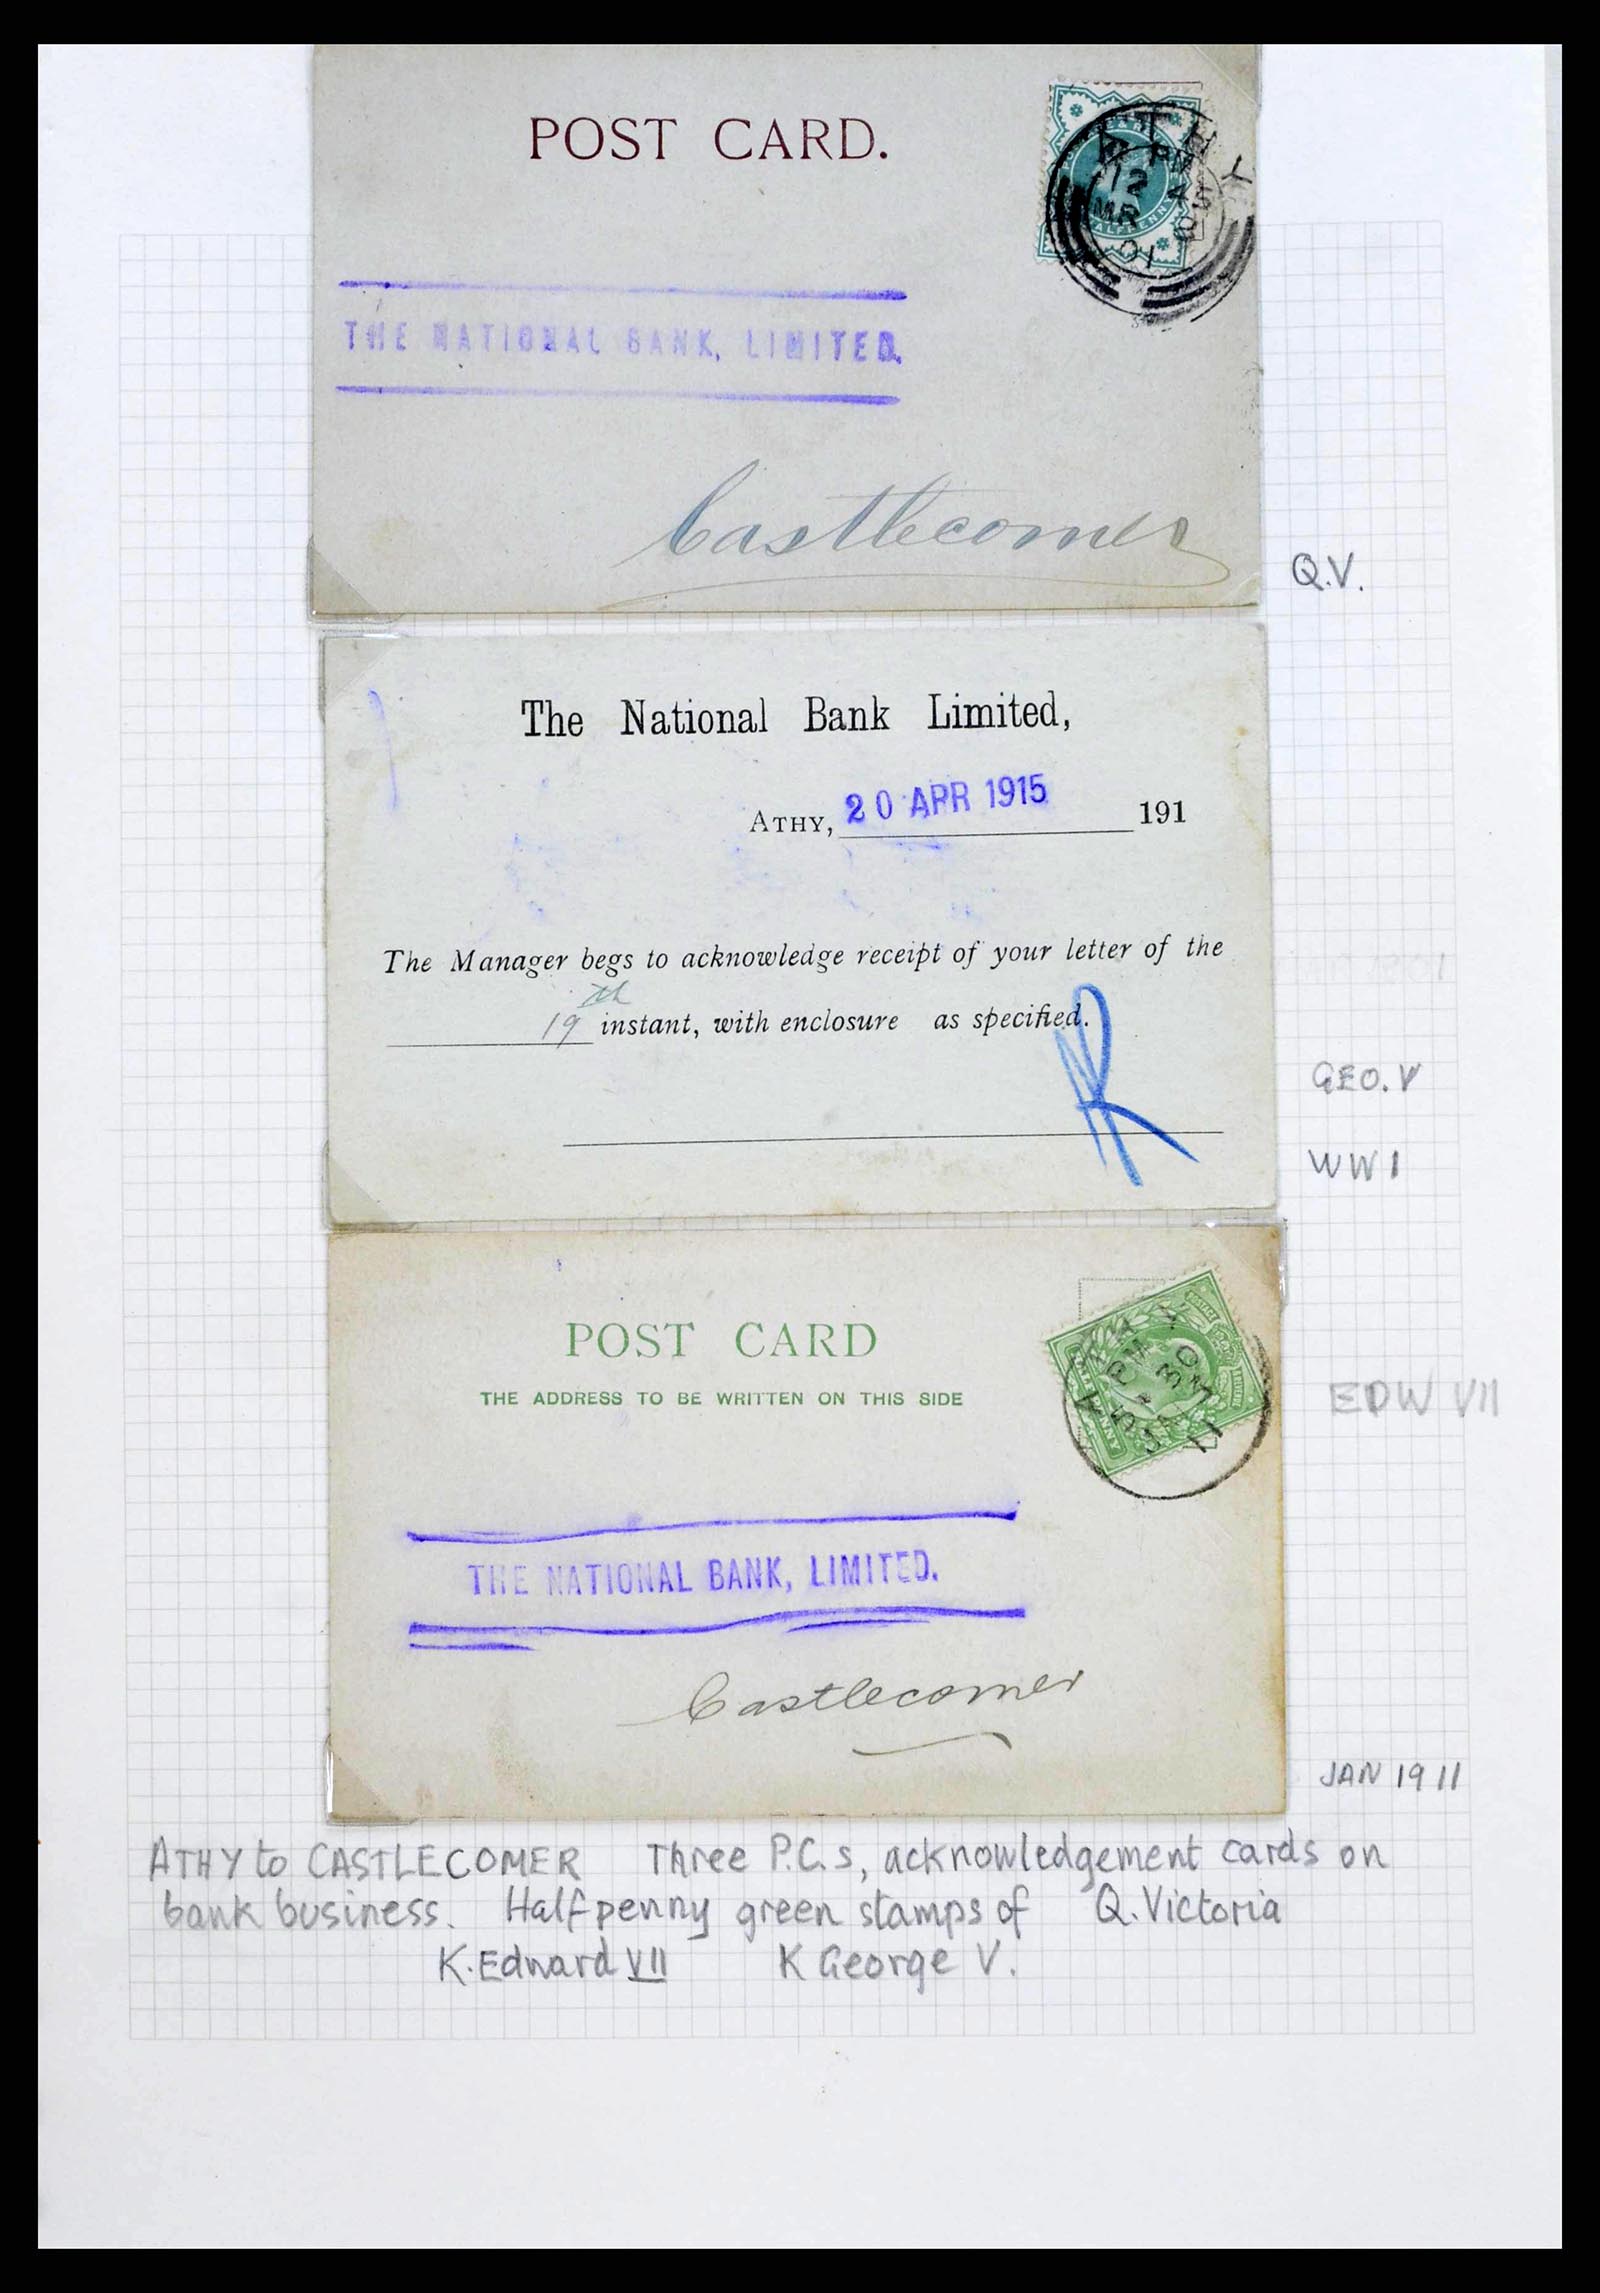 POST CARD.
THE NATIONAL BANK, LIMITED.
Castlecomer
12
MR
01
Q.V.
The National Bank Limited,
ATHY, 20 APR 1915 191
The Manager begs to acknowledge receipt of your letter of the
19th instant, with enclosure as specified.
GEO. V
WW1
POST CARD
THE ADDRESS TO BE WRITTEN ON THIS SIDE
EDW VII
THE NATIONAL BANK, LIMITED.
Castlecomer
JAN 1911
ATHY to CASTLECOMER Three P.C.s, acknowledgement cards on
bank business. Halfpenny green stamps of Q. Victoria
K. Edward VII K George V.